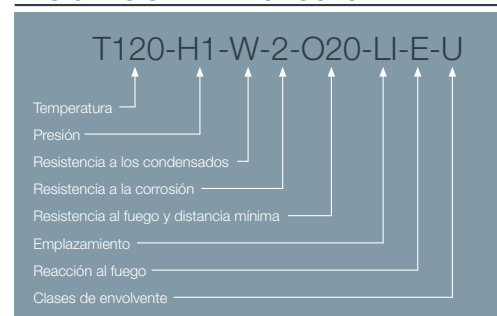 T120-H1-W-2-O20-LI-E-U
Temperatura
Presión
Resistencia a los condensados
Resistencia a la corrosión
Resistencia al fuego y distancia mínima
Emplazamiento
Reacción al fuego
Clases de envolvente